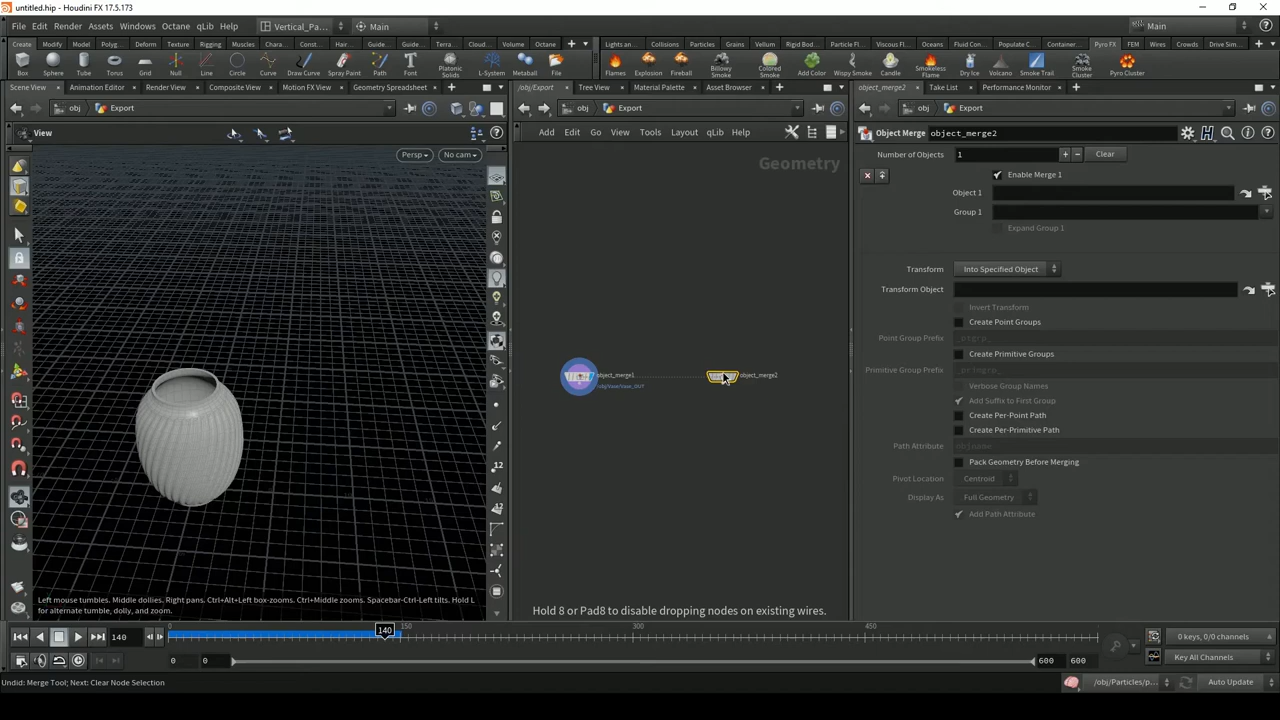 untitled.hip - Houdini FX 17.5.173
File Edit Render Assets Windows Octane qLib Help Vertical_Pa... Main Main
Create Modify Model Polyg... Deform Texture Rigging Muscles Charac... Const... Hair... Guide... Guide... Terra... Cloud... Volume Octane Lights an... Collisions Particles Grains Vellum Rigid Bod... Particle Fl... Viscous Fl... Oceans Fluid Con... Populate C... Container... Pyro FX FEM Wires Crowds Drive Sim...
Box Sphere Tube Torus Grid Null Line Circle Curve Draw Curve Spray Paint Path Font Platonic Solids L-System Metaball File Flames Explosion Fireball Billowy Smoke Colored Smoke Add Color Wispy Smoke Candle Smokeless Flame Dry Ice Volcano Smoke Trail Smoke Cluster Pyro Cluster
Scene View Animation Editor Render View Composite View Motion FX View Geometry Spreadsheet /obj/Export Tree View Material Palette Asset Browser object_merge2 Take List Performance Monitor
obj Export obj Export obj Export
View Add Edit Go View Tools Layout qLib Help Object Merge object_merge2
Persp No cam
Geometry
Number of Objects 1 Clear
Enable Merge 1
Object 1
Group 1
Expand Group 1
Transform Into Specified Object
Transform Object
Invert Transform
Create Point Groups
Point Group Prefix
Create Primitive Groups
Primitive Group Prefix
object_merge1 object_merge2
/obj/Vase/Vase_OUT
Verbose Group Names
Add Suffix to First Group
Create Per-Point Path
Create Per-Primitive Path
Path Attribute
Pack Geometry Before Merging
Pivot Location Centroid
Display As Full Geometry
Add Path Attribute
Left mouse tumbles. Middle dollies. Right pans. Ctrl+Alt+Left box-zooms. Ctrl+Middle zooms. Spacebar-Ctrl-Left tilts. Hold L
for alternate tumble, dolly, and zoom.
Hold 8 or Pad8 to disable dropping nodes on existing wires.
140 0 140 150 300 450 0 keys, 0/0 channels
0 0 600 600 Key All Channels
Undid: Merge Tool; Next: Clear Node Selection /obj/Particles/p... Auto Update